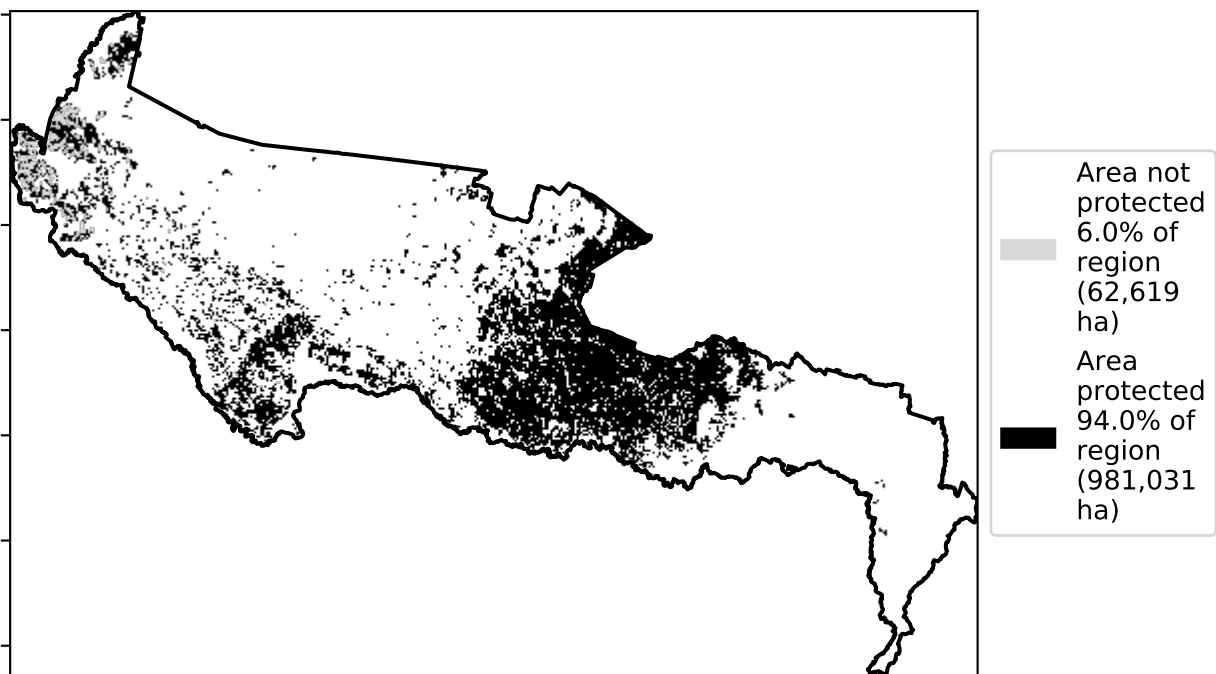 Area not
protected
6.0% of
region
(62,619
ha)
Area
protected
94.0% of
region
(981,031
ha)